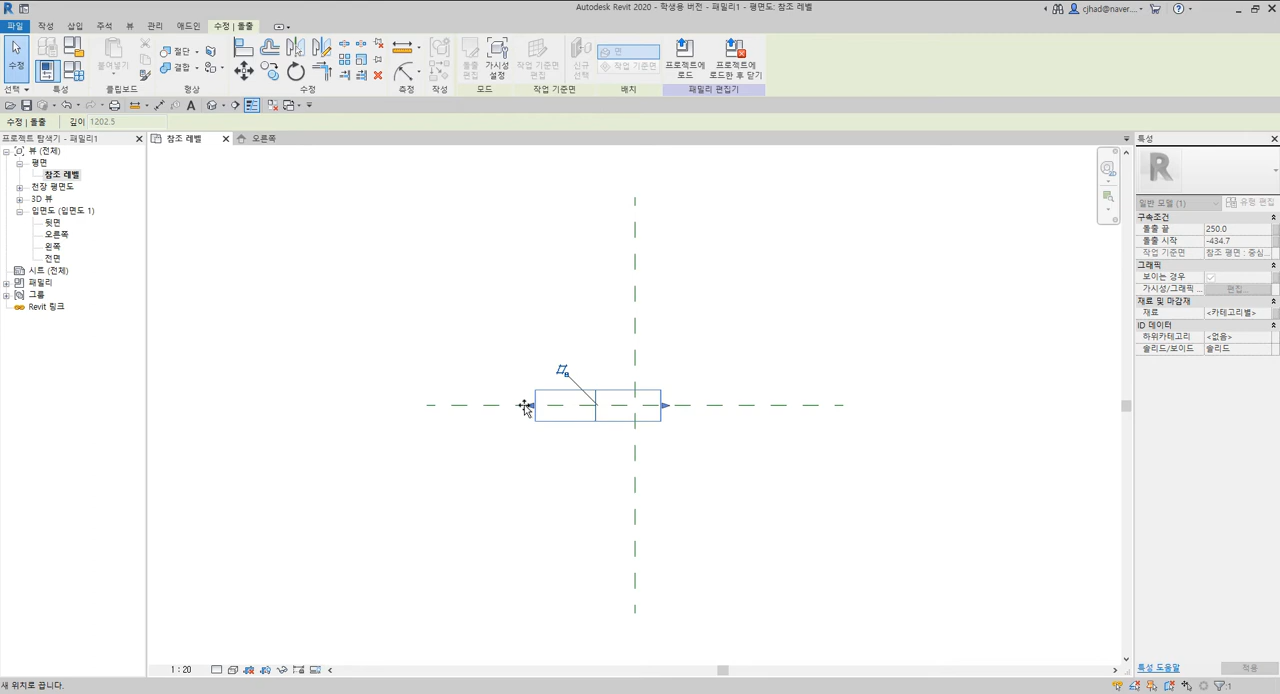 Autodesk Revit 2020 - 학생용 버전 - 평면도: 참조 레벨
cjhad@naver....
파일 작성 삽입 주석 뷰 관리 애드인 수정 | 돌출
수정
붙여넣기
절단
결합
돌출 편집
가시성 설정
작업 기준면 편집
신규 선택
면
작업 기준면
프로젝트에 로드
프로젝트에 로드한 후 닫기
선택 특성 클립보드 형상 수정 측정 작성 모드 작업 기준면 배치 패밀리 편집기
수정 | 돌출 깊이 1202.5
프로젝트 탐색기 - 패밀리1
참조 레벨
오른쪽
특성
뷰 (전체)
평면
참조 레벨
천장 평면도
3D 뷰
입면도 (입면도 1)
뒷면
오른쪽
왼쪽
전면
시트 (전체)
패밀리
그룹
Revit 링크
일반 모델 (1) 유형 편집
구속조건
돌출 끝 250.0
돌출 시작 -434.7
작업 기준면 참조 평면 : 중심...
그래픽
보이는 경우
가시성/그래픽 ... 편집...
재료 및 마감재
재료 <카테고리별>
ID 데이터
하위카테고리 <없음>
솔리드/보이드 솔리드
특성 도움말 적용
1 : 20
새 위치로 끕니다.
:1